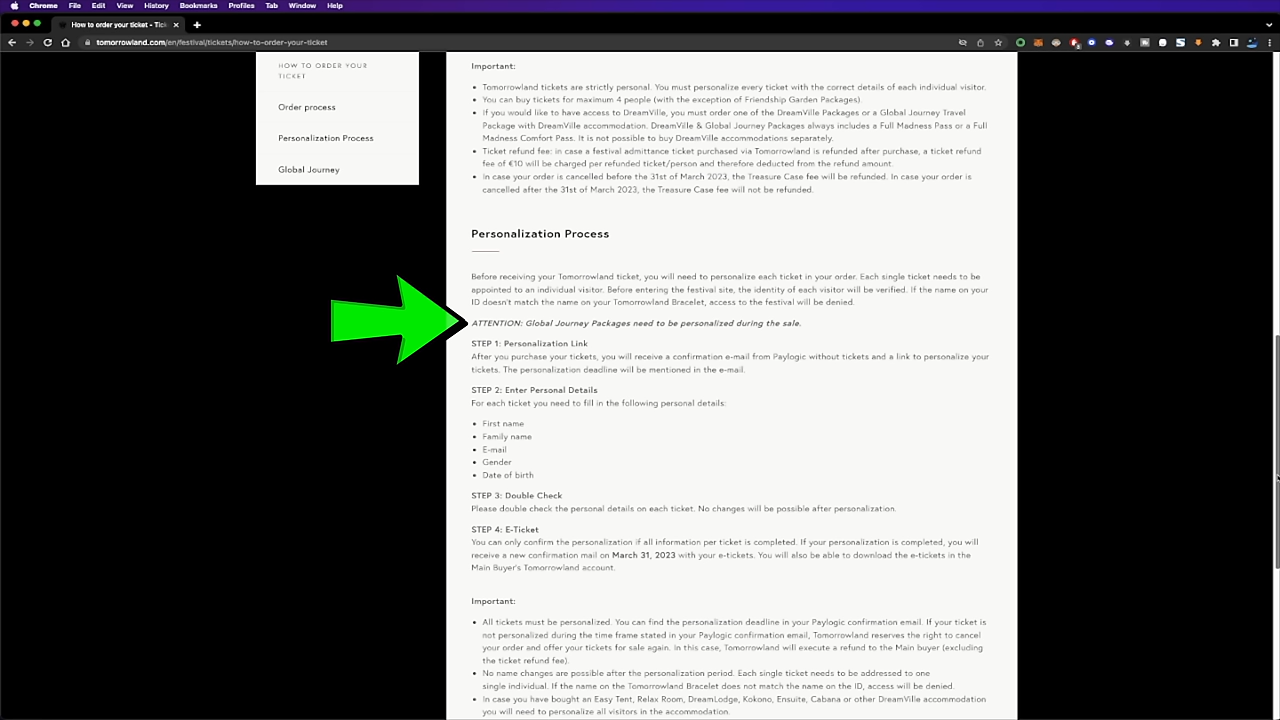 Chrome File Edit View History Bookmarks Profiles Tab Window Help
How to order your ticket - Tick
tomorrowland.com/en/festival/tickets/how-to-order-your-ticket
HOW TO ORDER YOUR
TICKET
Order process
Personalization Process
Global Journey
Important:
• Tomorrowland tickets are strictly personal. You must personalize every ticket with the correct details of each individual visitor.
• You can buy tickets for maximum 4 people (with the exception of Friendship Garden Packages).
• If you would like to have access to DreamVille, you must order one of the DreamVille Packages or a Global Journey Travel
Package with DreamVille accommodation. DreamVille & Global Journey Packages always includes a Full Madness Pass or a Full
Madness Comfort Pass. It is not possible to buy DreamVille accommodations separately.
• Ticket refund fee: in case a festival admittance ticket purchased via Tomorrowland is refunded after purchase, a ticket refund
fee of €10 will be charged per refunded ticket/person and therefore deducted from the refund amount.
• In case your order is cancelled before the 31st of March 2023, the Treasure Case fee will be refunded. In case your order is
cancelled after the 31st of March 2023, the Treasure Case fee will not be refunded.
Personalization Process
Before receiving your Tomorrowland ticket, you will need to personalize each ticket in your order. Each single ticket needs to be
appointed to an individual visitor. Before entering the festival site, the identity of each visitor will be verified. If the name on your
ID doesn't match the name on your Tomorrowland Bracelet, access to the festival will be denied.
ATTENTION: Global Journey Packages need to be personalized during the sale.
STEP 1: Personalization Link
After you purchase your tickets, you will receive a confirmation e-mail from Paylogic without tickets and a link to personalize your
tickets. The personalization deadline will be mentioned in the e-mail.
STEP 2: Enter Personal Details
For each ticket you need to fill in the following personal details:
• First name
• Family name
• E-mail
• Gender
• Date of birth
STEP 3: Double Check
Please double check the personal details on each ticket. No changes will be possible after personalization.
STEP 4: E-Ticket
You can only confirm the personalization if all information per ticket is completed. If your personalization is completed, you will
receive a new confirmation mail on March 31, 2023 with your e-tickets. You will also be able to download the e-tickets in the
Main Buyer's Tomorrowland account.
Important:
• All tickets must be personalized. You can find the personalization deadline in your Paylogic confirmation email. If your ticket is
not personalized during the time frame stated in your Paylogic confirmation email, Tomorrowland reserves the right to cancel
your order and offer your tickets for sale again. In this case, Tomorrowland will execute a refund to the Main buyer (excluding
the ticket refund fee).
• No name changes are possible after the personalization period. Each single ticket needs to be addressed to one
single individual. If the name on the Tomorrowland Bracelet does not match the name on the ID, access will be denied.
• In case you have bought an Easy Tent, Relax Room, DreamLodge, Kokono, Ensuite, Cabana or other DreamVille accommodation
you will need to personalize all visitors in the accommodation.